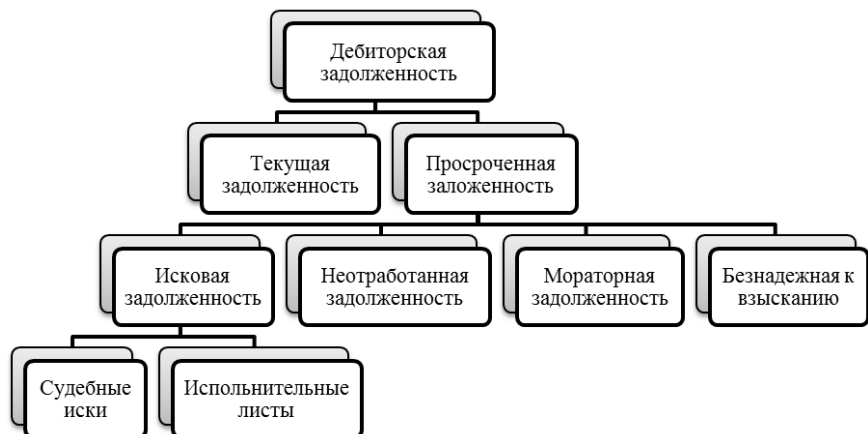 Дебиторская
задолженность
Текущая
задолженность
Просроченная
заложенность
Исковая
задолженность
Неотработанная
задолженность
Мораторная
задолженность
Безнадежная к
взысканию
Судебные
иски
Испольнительные
листы